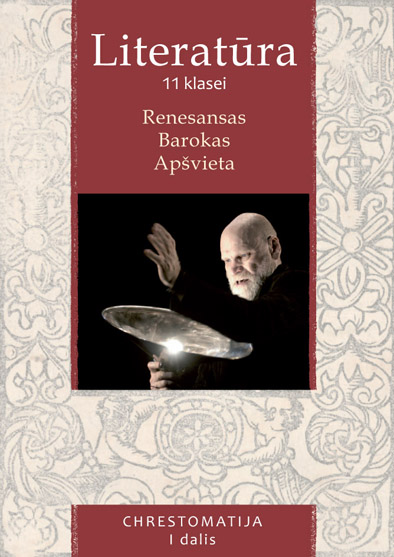 Literatūra
11 klasei
Renesansas
Barokas
Apšvieta
CHRESTOMATIJA
I dalis